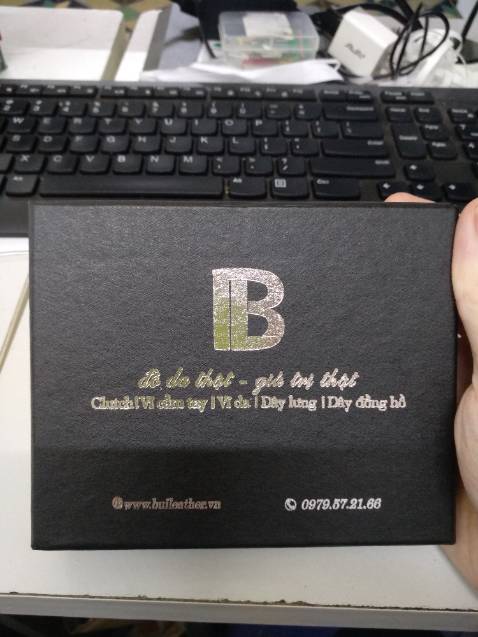 B
đồ da thật - giá trị thật
Clutch | Ví cầm tay | Ví da | Dây lưng | Dây đồng hồ
www.bulleather.vn 0979.57.21.66